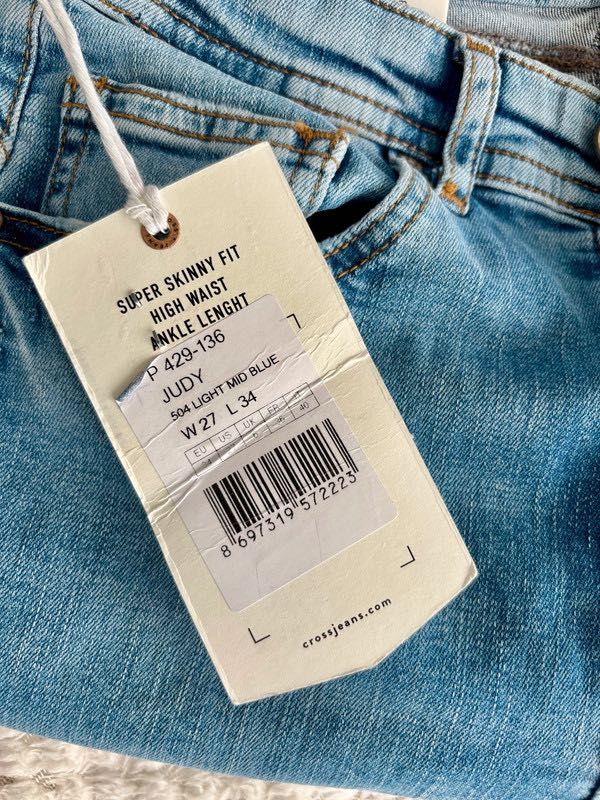 SUPER SKINNY FIT
HIGH WAIST
ANKLE LENGHT
P 429-136
JUDY
504 LIGHT MID BLUE
W 27 L 34
EU US UK FR IT
36 40
8 697319 572223
crossjeans.com